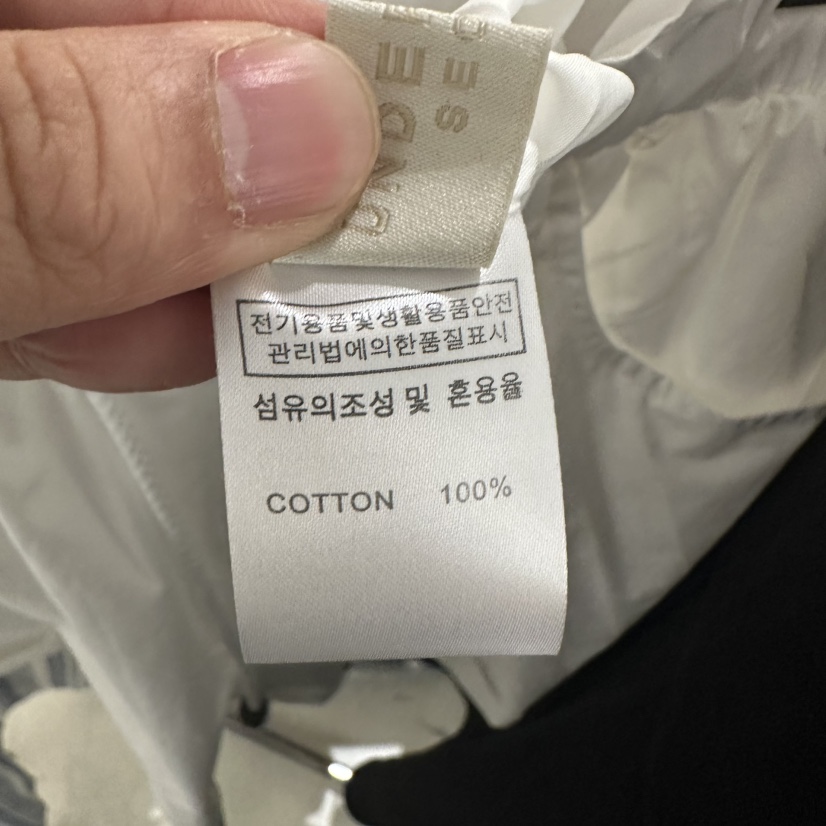 전기용품및생활용품안전
관리법에의한품질표시
섬유의조성 및 혼용율
COTTON 100%